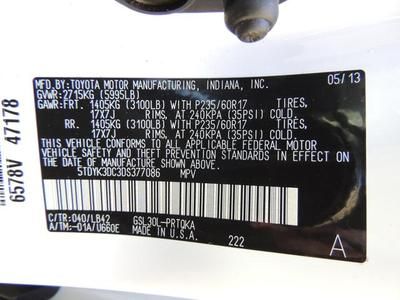 MFD.BY:TOYOTA MOTOR MANUFACTURING, INDIANA, INC. 05/13
GVWR: 2715KG (5995LB)
GAWR: FRT. 1405KG (3100LB) WITH P235/60R17 TIRES,
17X7J RIMS, AT 240KPA (35PSI) COLD
RR. 1405KG (3100LB) WITH P235/60R17 TIRES,
17X7J RIMS, AT 240KPA (35PSI) COLD
THIS VEHICLE CONFORMS TO ALL APPLICABLE FEDERAL MOTOR
VEHICLE SAFETY AND THEFT PREVENTION STANDARDS IN EFFECT
ON THE DATE OF MANUFACTURE SHOWN ABOVE.
5TDYK3DC3DS377086 MPV
C/TR:040/LB42 GSL30L-PRTQKA
A/TM:-01A/U660E MADE IN U.S.A. 222 A
6578V 47178